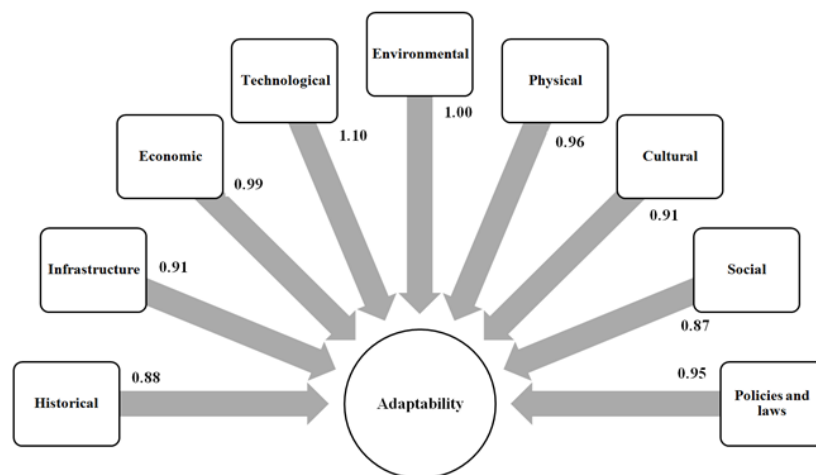 Environmental
1.00
Technological
1.10
Physical
0.96
Economic
0.99
Cultural
0.91
Infrastructure
0.91
Social
0.87
Historical
0.88
Adaptability
0.95
Policies and
laws